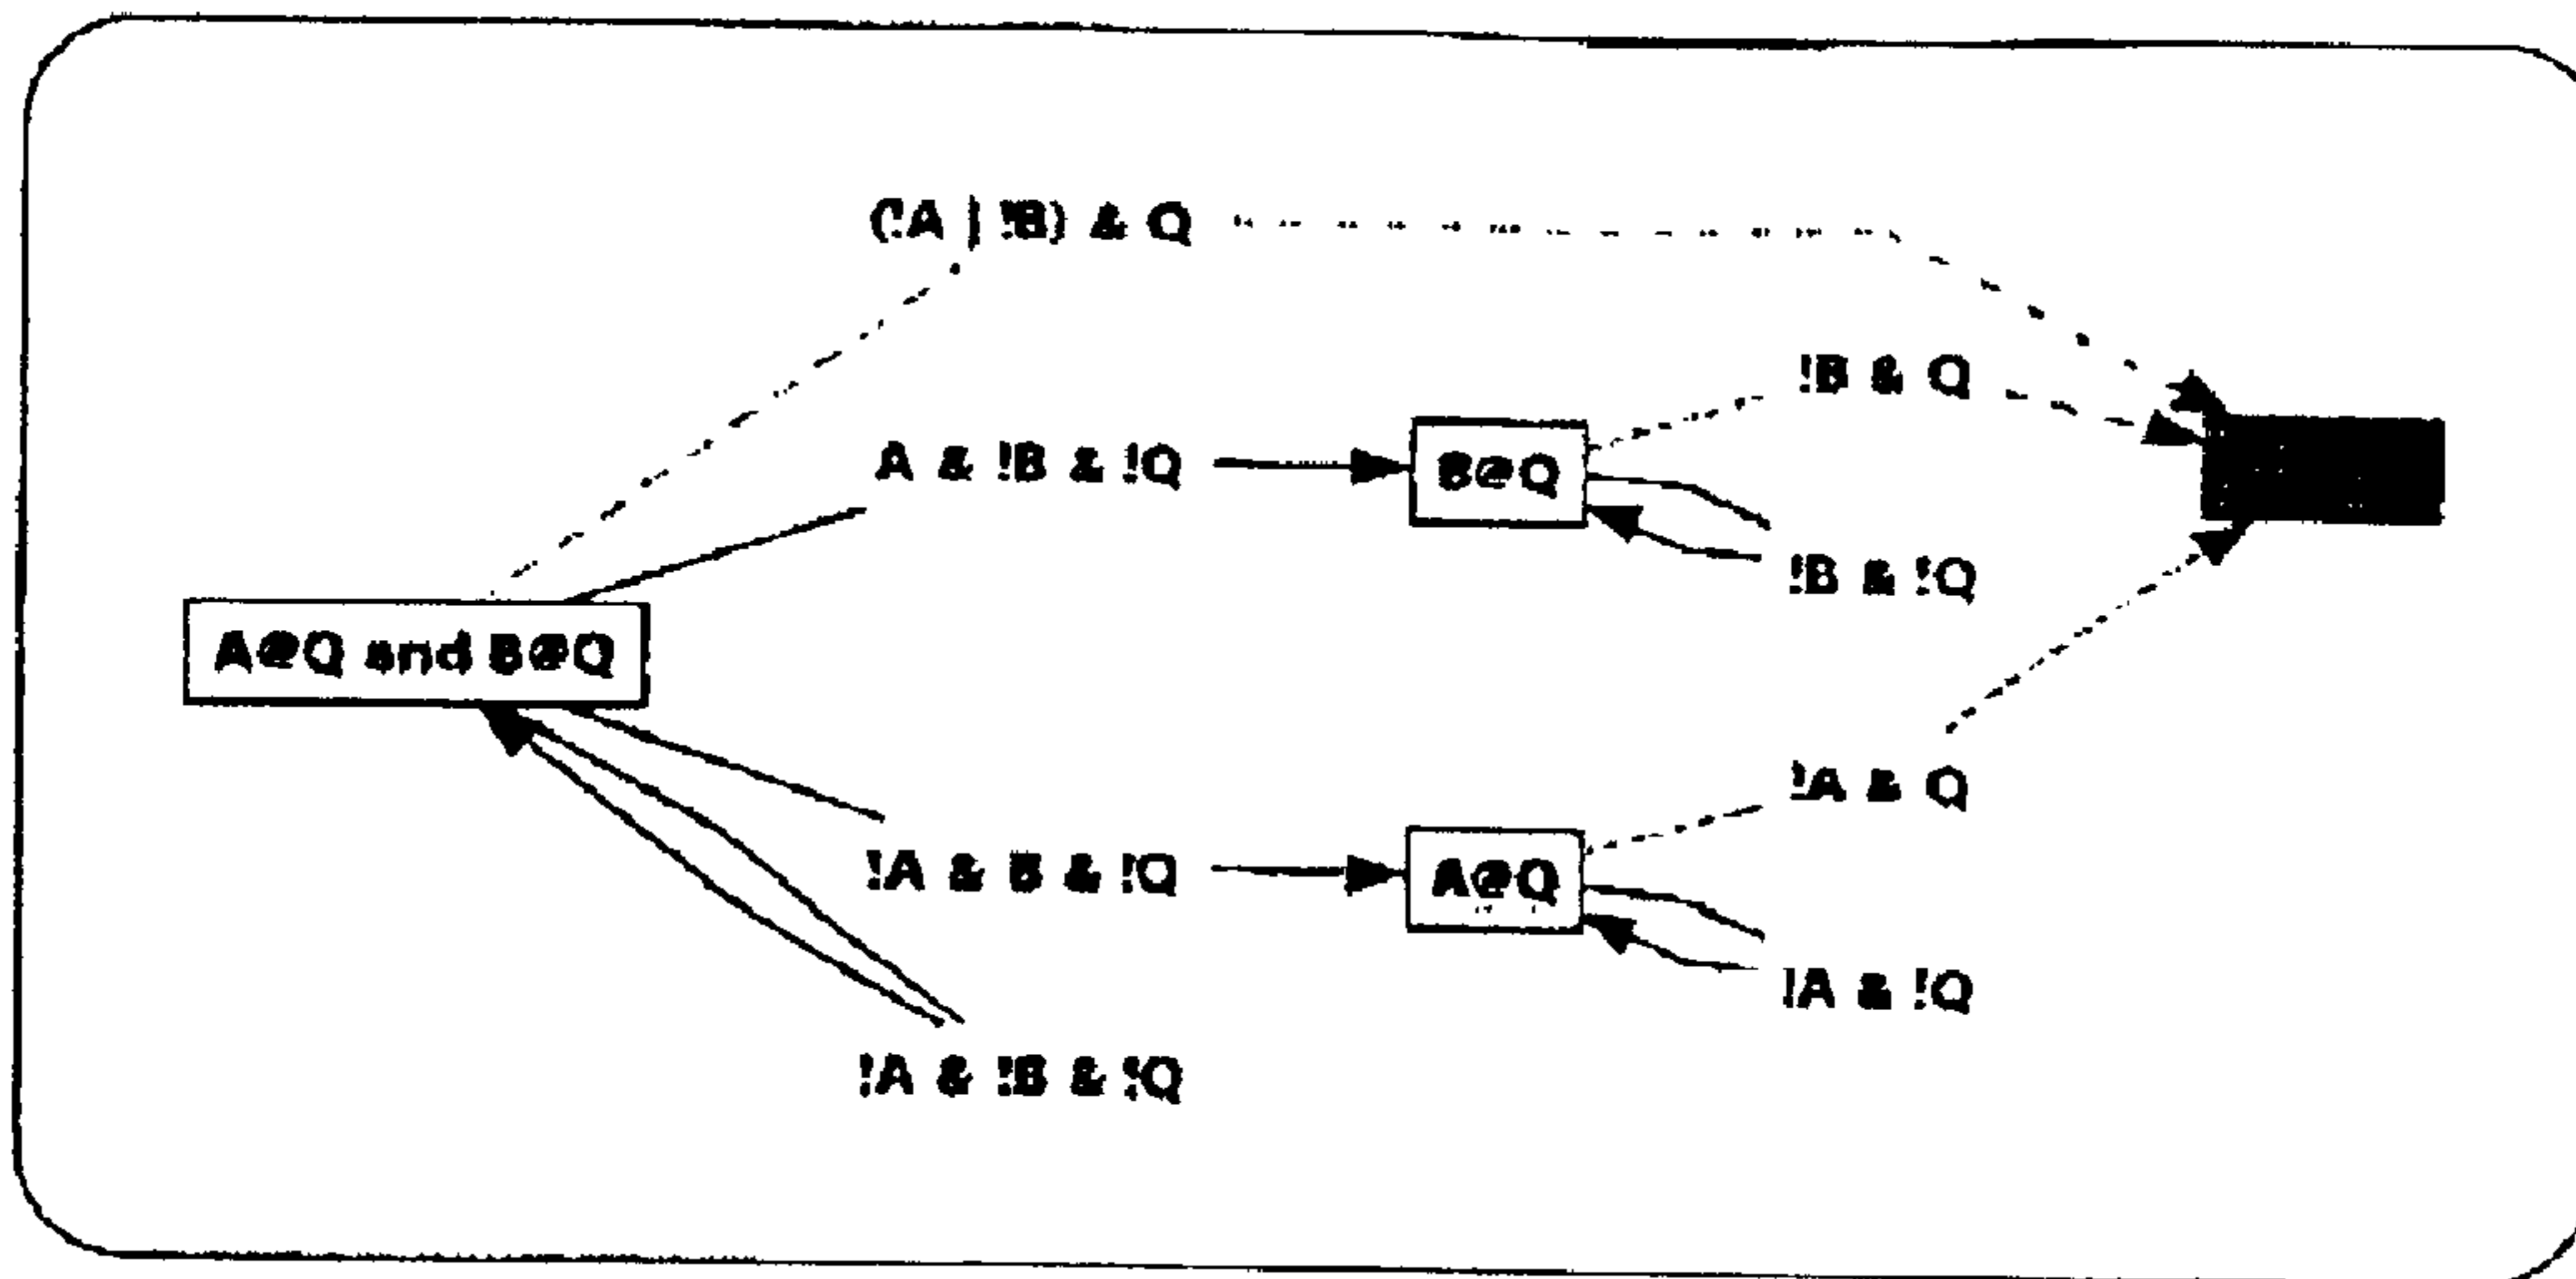 (!A | !B) & Q
!B & Q
A & !B & !Q
B@Q
!B & !Q
A@Q and B@Q
!A & Q
!A & B & !Q
A@Q
!A & !Q
!A & !B & !Q